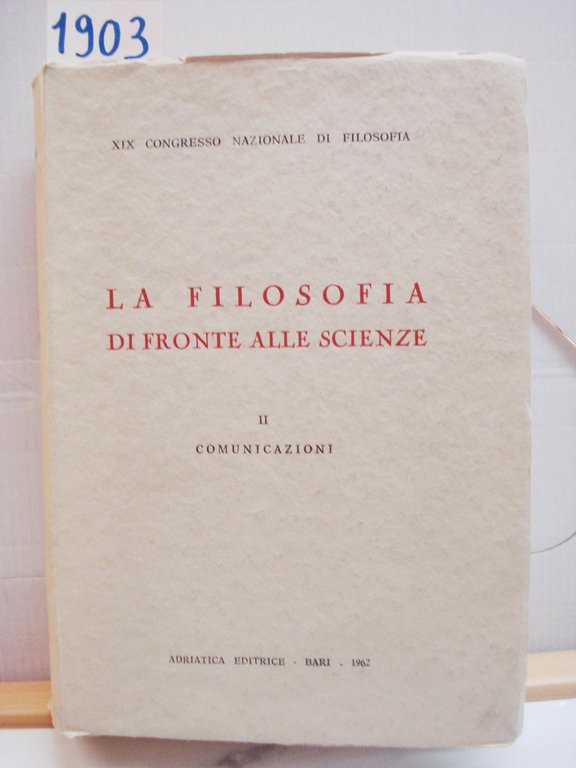 1903
XIX CONGRESSO NAZIONALE DI FILOSOFIA
LA FILOSOFIA
DI FRONTE ALLE SCIENZE
II
COMUNICAZIONI
ADRIATICA EDITRICE - BARI - 1962